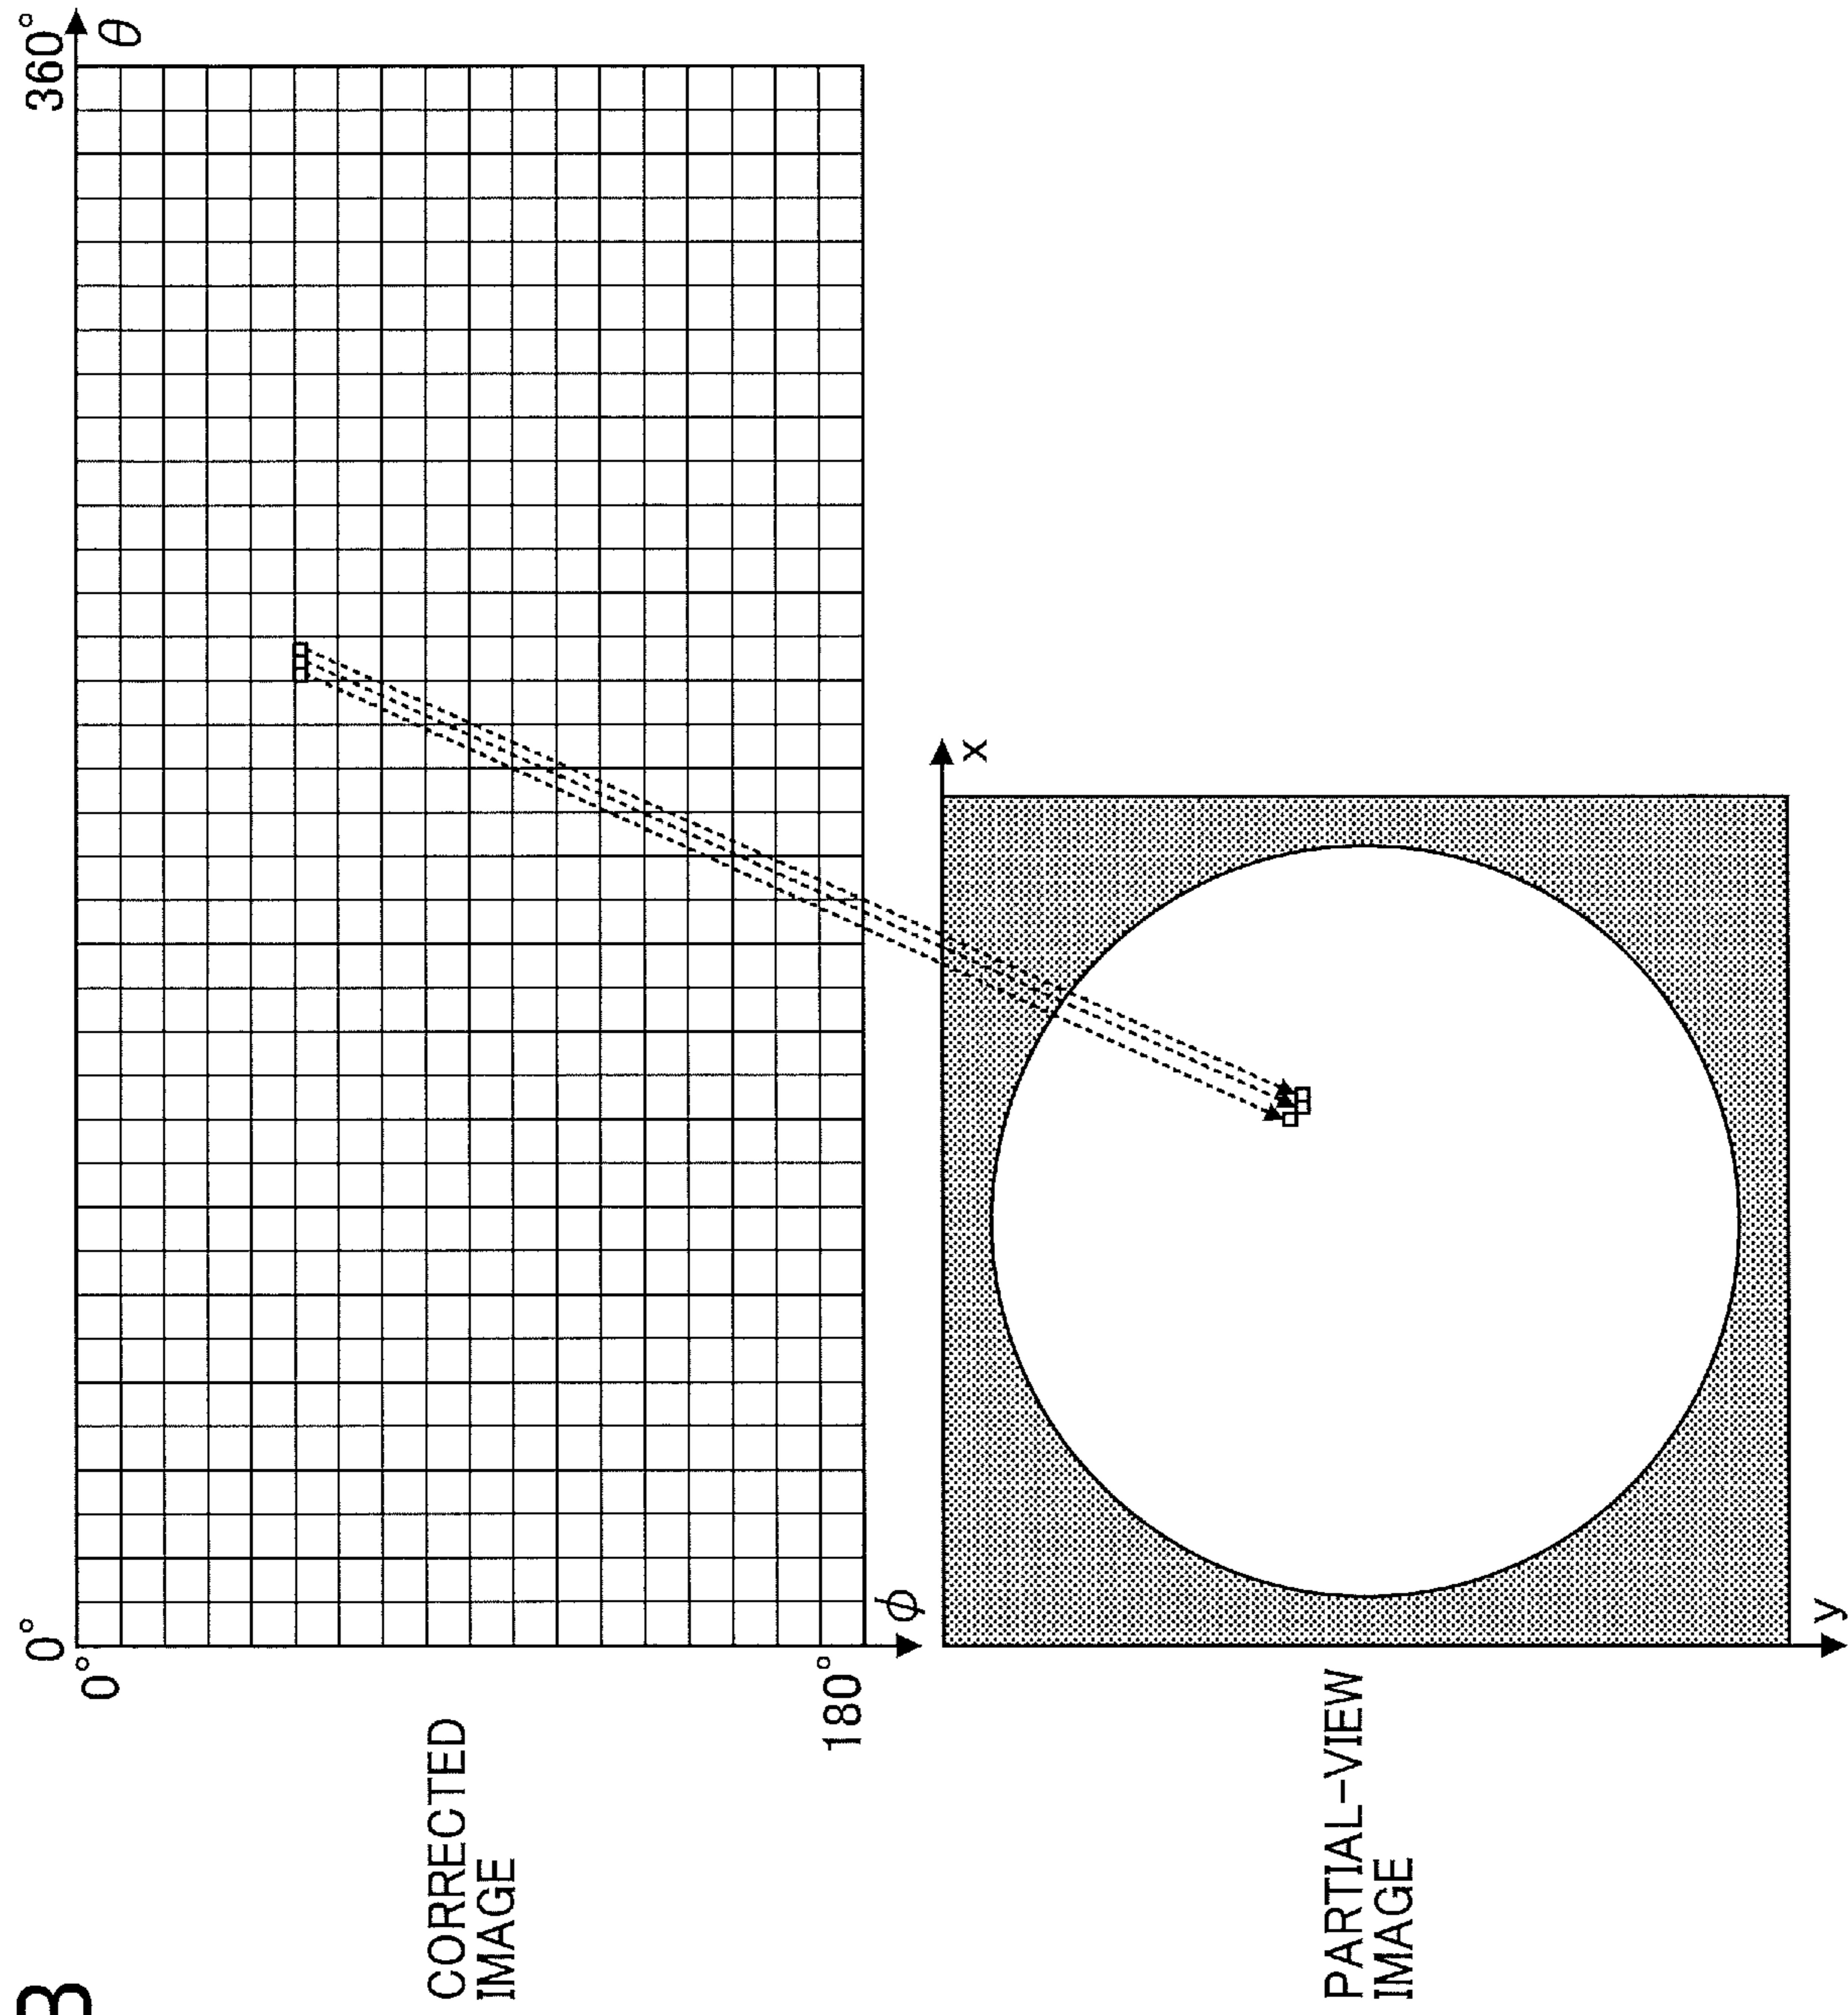 B
0°
360°
θ
0°
CORRECTED
IMAGE
180°
φ
x
PARTIAL-VIEW
IMAGE
y